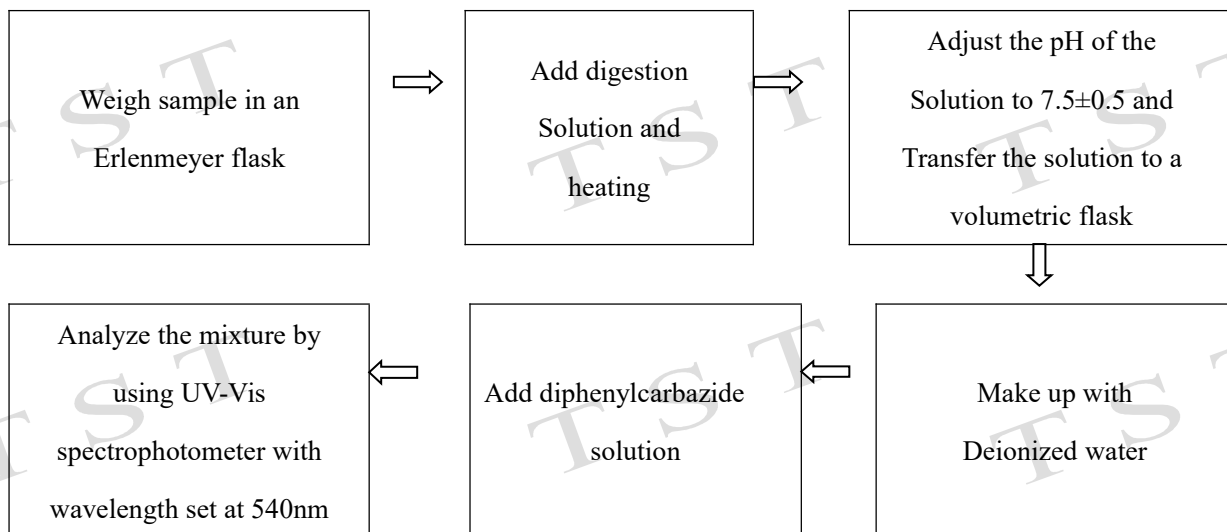 Weigh sample in an
Erlenmeyer flask
Add digestion
Solution and
heating
Adjust the pH of the
Solution to 7.5±0.5 and
Transfer the solution to a
volumetric flask
Make up with
Deionized water
Add diphenylcarbazide
solution
Analyze the mixture by
using UV-Vis
spectrophotometer with
wavelength set at 540nm
T S T
T S T
T S T
T S T
T S T
T S T